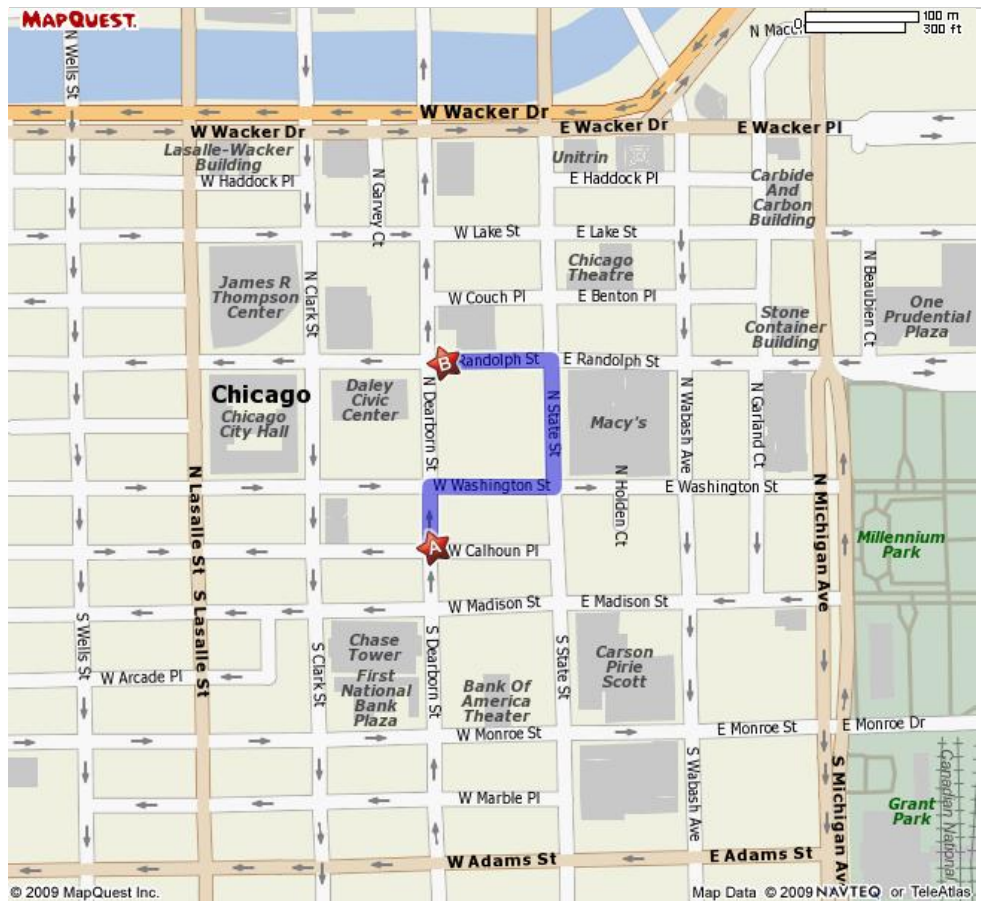 MAPQUEST.
0
100 m
300 ft
N Wells St
W Wacker Dr
W Wacker Dr
E Wacker Dr
E Wacker Pl
Lasalle-Wacker
Building
W Haddock Pl
N Garvey Ct
Unitrin
E Haddock Pl
Carbide
And
Carbon
Building
W Lake St
E Lake St
Chicago
Theatre
James R
Thompson
Center
N Clark St
W Couch Pl
E Benton Pl
Stone
Container
Building
N Beaubien Ct
One
Prudential
Plaza
B
Randolph St
E Randolph St
Chicago
Chicago
City Hall
Daley
Civic
Center
N Dearborn St
N State St
Macy's
N Wabash Ave
N Garland Ct
W Washington St
E Washington St
N Holden Ct
N Lasalle St
N Michigan Ave
Millennium
Park
A
W Calhoun Pl
W Madison St
E Madison St
S Wells St
S Lasalle St
S Clark St
Chase
Tower
First
National
Bank
Plaza
S Dearborn St
S State St
Carson
Pirie
Scott
W Arcade Pl
Bank Of
America
Theater
W Monroe St
E Monroe St
E Monroe Dr
S Wabash Ave
S Michigan Av
Canadian National
W Marble Pl
Grant
Park
W Adams St
E Adams St
© 2009 MapQuest Inc.
Map Data © 2009 NAVTEQ or TeleAtlas